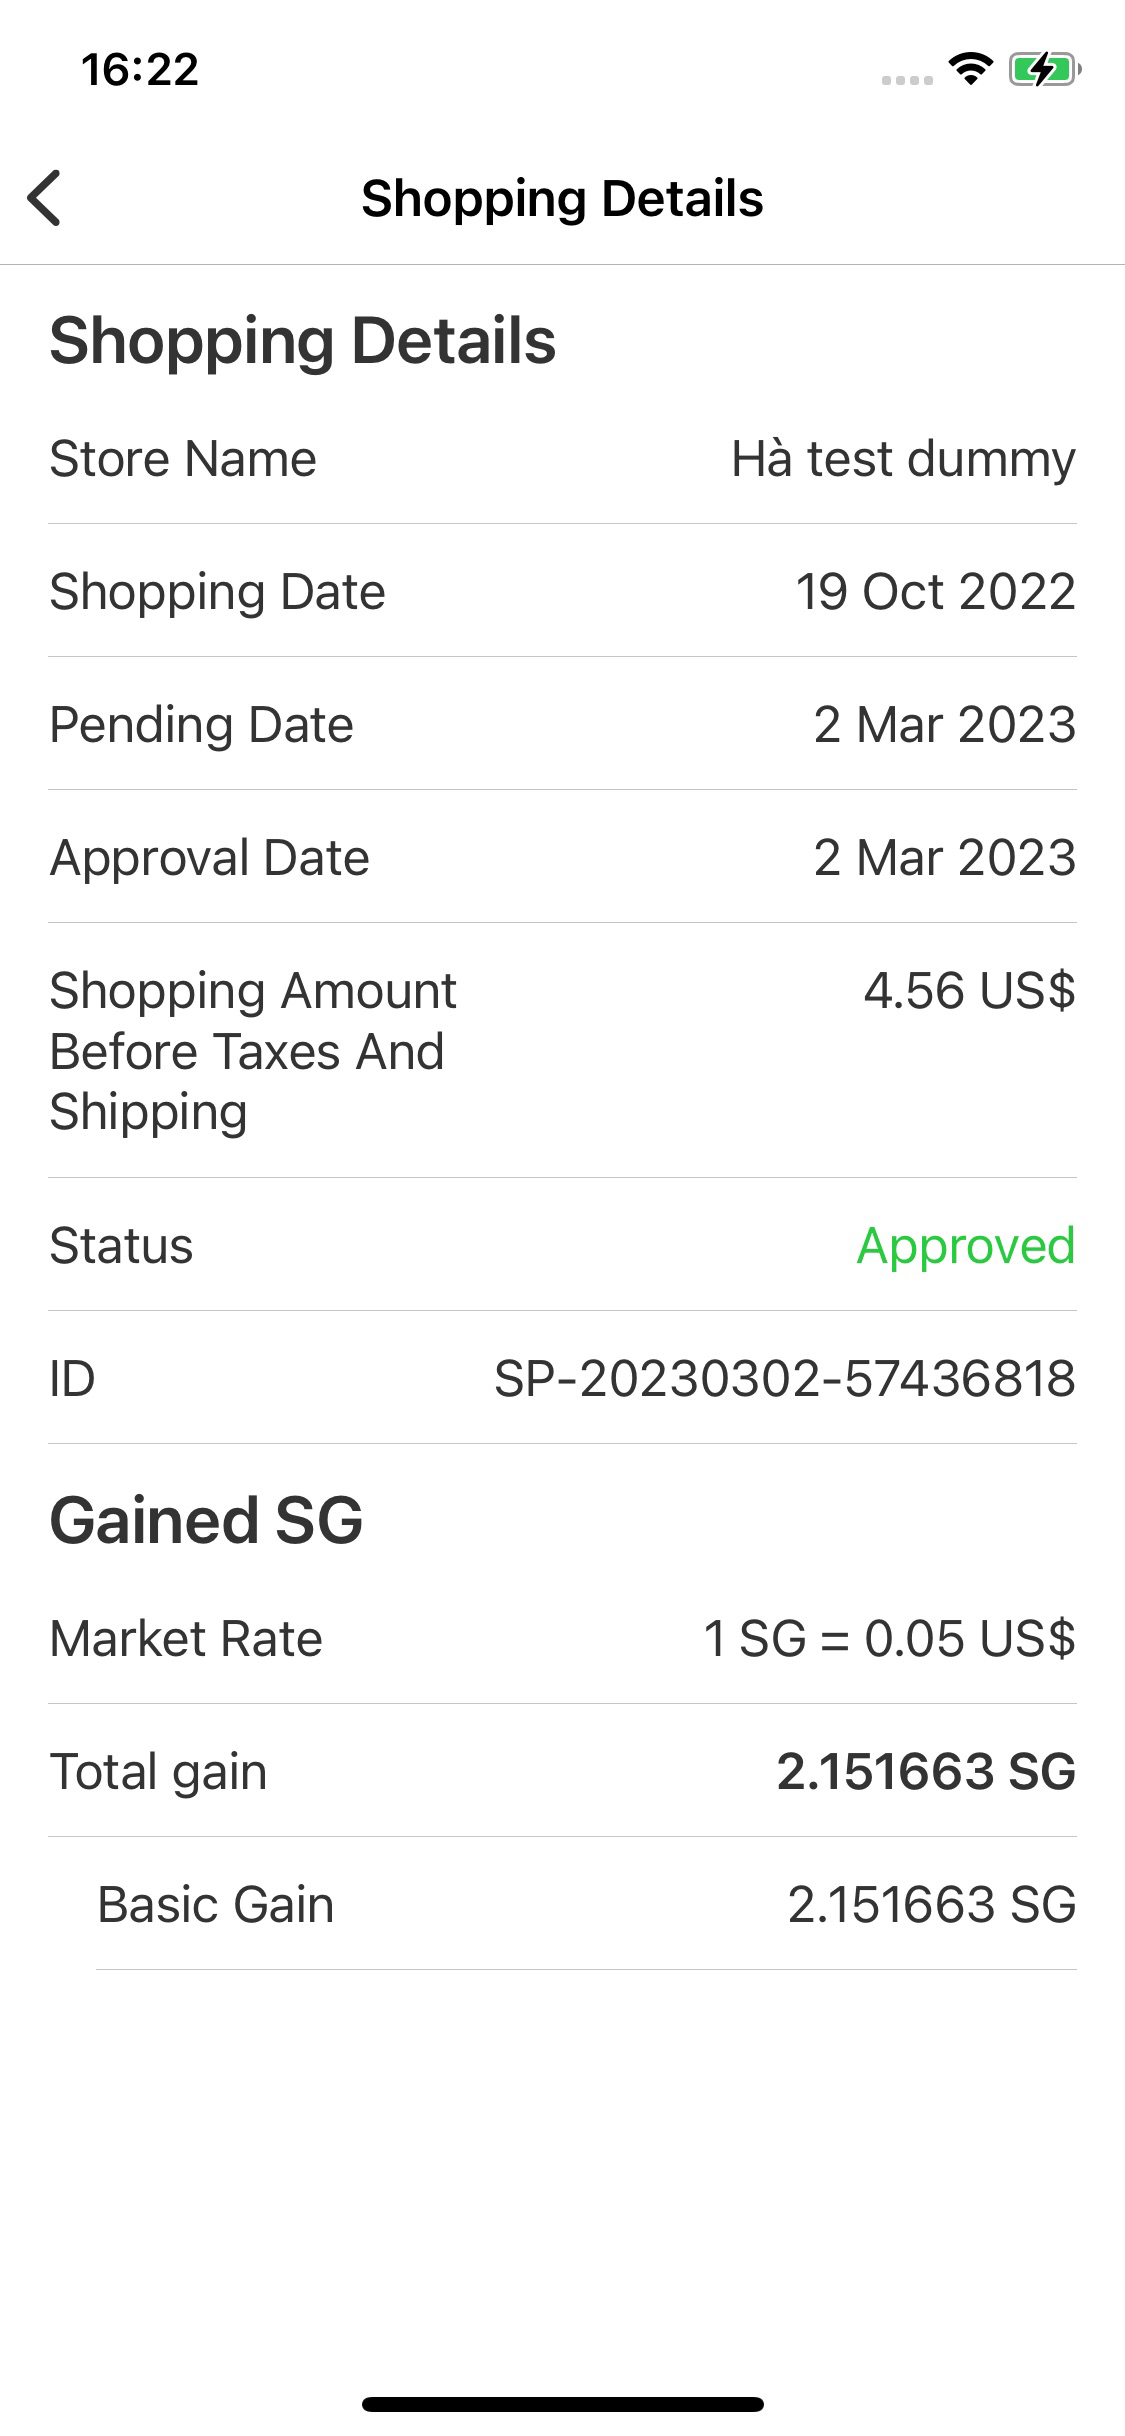 16:22
Shopping Details
Shopping Details
Store Name Hà test dummy
Shopping Date 19 Oct 2022
Pending Date 2 Mar 2023
Approval Date 2 Mar 2023
Shopping Amount 4.56 US$
Before Taxes And
Shipping
Status Approved
ID SP-20230302-57436818
Gained SG
Market Rate 1 SG = 0.05 US$
Total gain 2.151663 SG
Basic Gain 2.151663 SG